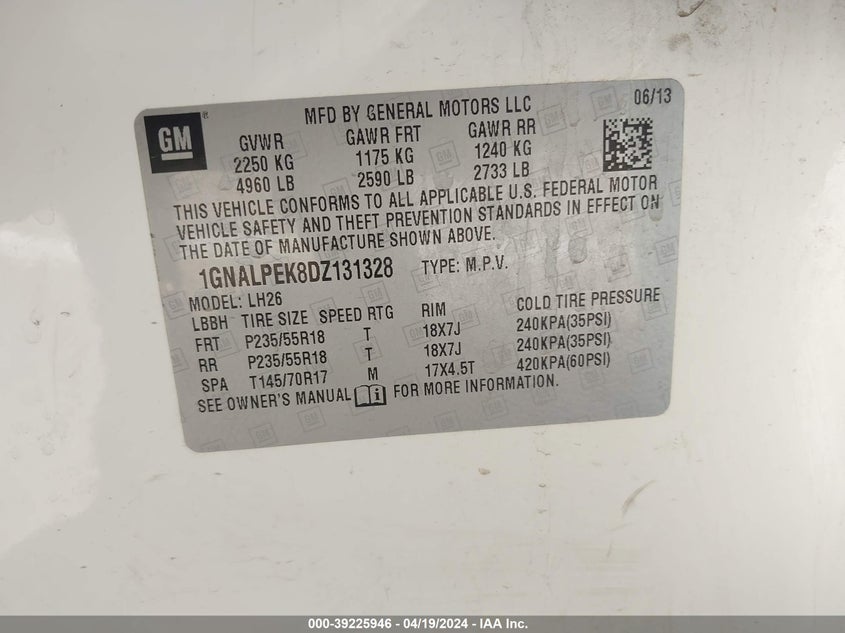 MFD BY GENERAL MOTORS LLC 06/13
GM ®
GVWR GAWR FRT GAWR RR
2250 KG 1175 KG 1240 KG
4960 LB 2590 LB 2733 LB
THIS VEHICLE CONFORMS TO ALL APPLICABLE U.S. FEDERAL MOTOR
VEHICLE SAFETY AND THEFT PREVENTION STANDARDS IN EFFECT ON
THE DATE OF MANUFACTURE SHOWN ABOVE.
1GNALPEK8DZ131328 TYPE: M.P.V.
MODEL: LH26
LBBH TIRE SIZE SPEED RTG RIM COLD TIRE PRESSURE
FRT P235/55R18 T 18X7J 240KPA(35PSI)
RR P235/55R18 T 18X7J 240KPA(35PSI)
SPA T145/70R17 M 17X4.5T 420KPA(60PSI)
SEE OWNER'S MANUAL FOR MORE INFORMATION.
000-39225946 - 04/19/2024 - IAA Inc.